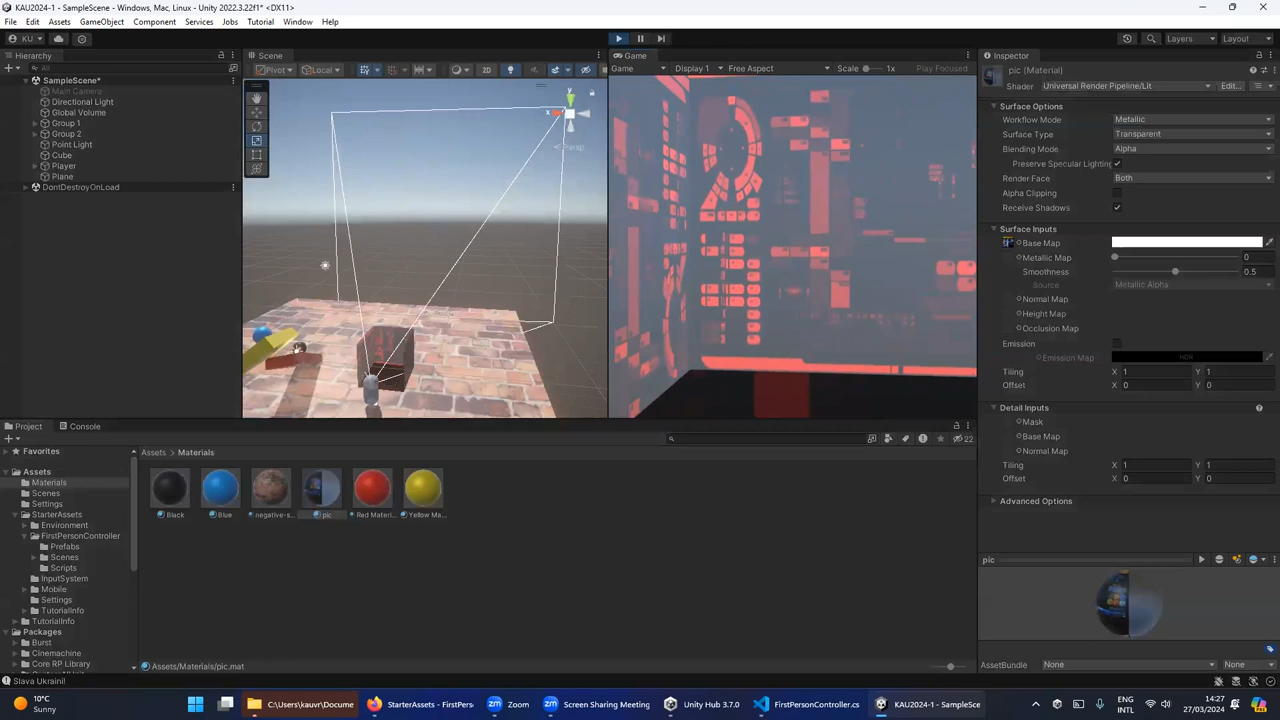 KAU2024-1 - SampleScene - Windows, Mac, Linux - Unity 2022.3.22f1* <DX11>
File Edit Assets GameObject Component Services Jobs Tutorial Window Help
KU
Layers
Layout
Hierarchy
All
SampleScene*
Main Camera
Directional Light
Global Volume
Group 1
Group 2
Point Light
Cube
Player
Plane
DontDestroyOnLoad
Scene
Pivot
Local
2D
y
x
Persp
Game
Game
Display 1
Free Aspect
Scale
1x
Play Focused
Inspector
pic (Material)
Shader
Universal Render Pipeline/Lit
Edit...
Surface Options
Workflow Mode
Metallic
Surface Type
Transparent
Blending Mode
Alpha
Preserve Specular Lighting
Render Face
Both
Alpha Clipping
Receive Shadows
Surface Inputs
Base Map
Metallic Map
0
Smoothness
0.5
Source
Metallic Alpha
Normal Map
Height Map
Occlusion Map
Emission
Emission Map
HDR
Tiling
X 1
Y 1
Offset
X 0
Y 0
Detail Inputs
Mask
Base Map
Normal Map
Tiling
X 1
Y 1
Offset
X 0
Y 0
Advanced Options
pic
AssetBundle
None
None
Project
Console
22
Favorites
Assets
Materials
Scenes
Settings
StarterAssets
Environment
FirstPersonController
Prefabs
Scenes
Scripts
InputSystem
Mobile
Settings
TutorialInfo
TutorialInfo
Packages
Burst
Cinemachine
Core RP Library
Assets > Materials
Black
Blue
negative-s...
pic
Red Materi...
Yellow Ma...
Assets/Materials/pic.mat
Slava Ukraini!
10°C
Sunny
C:\Users\kauvr\Docume
StarterAssets - FirstPers
Zoom
Screen Sharing Meeting
Unity Hub 3.7.0
FirstPersonController.cs
KAU2024-1 - SampleSce
ENG
INTL
14:27
27/03/2024